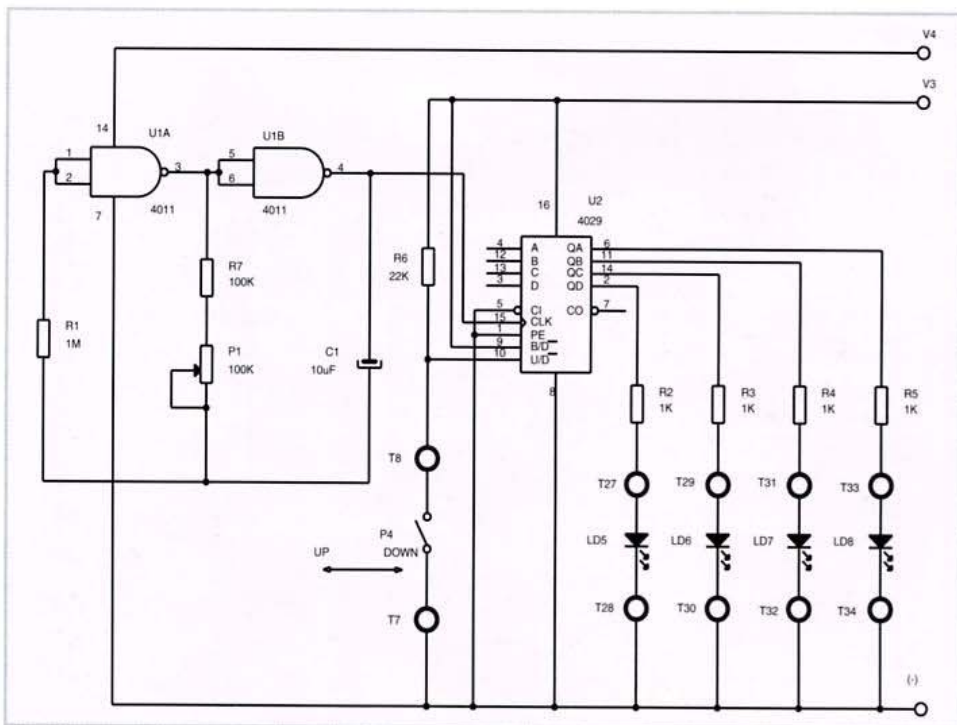 V4
V3
14
U1A
U1B
1
2
3
5
6
4
7
4011
4011
16
U2
4029
R6
22K
R7
100K
R1
1M
P1
100K
C1
10uF
4 A QA 6
12 B QB 11
13 C QC 14
3 D QD 2
5 CI CO 7
15 CLK
1 PE
9 B/D
10 U/D
8
R2
1K
R3
1K
R4
1K
R5
1K
T8
T27
T29
T31
T33
P4
UP DOWN
LD5
LD6
LD7
LD8
T7
T28
T30
T32
T34
(-)